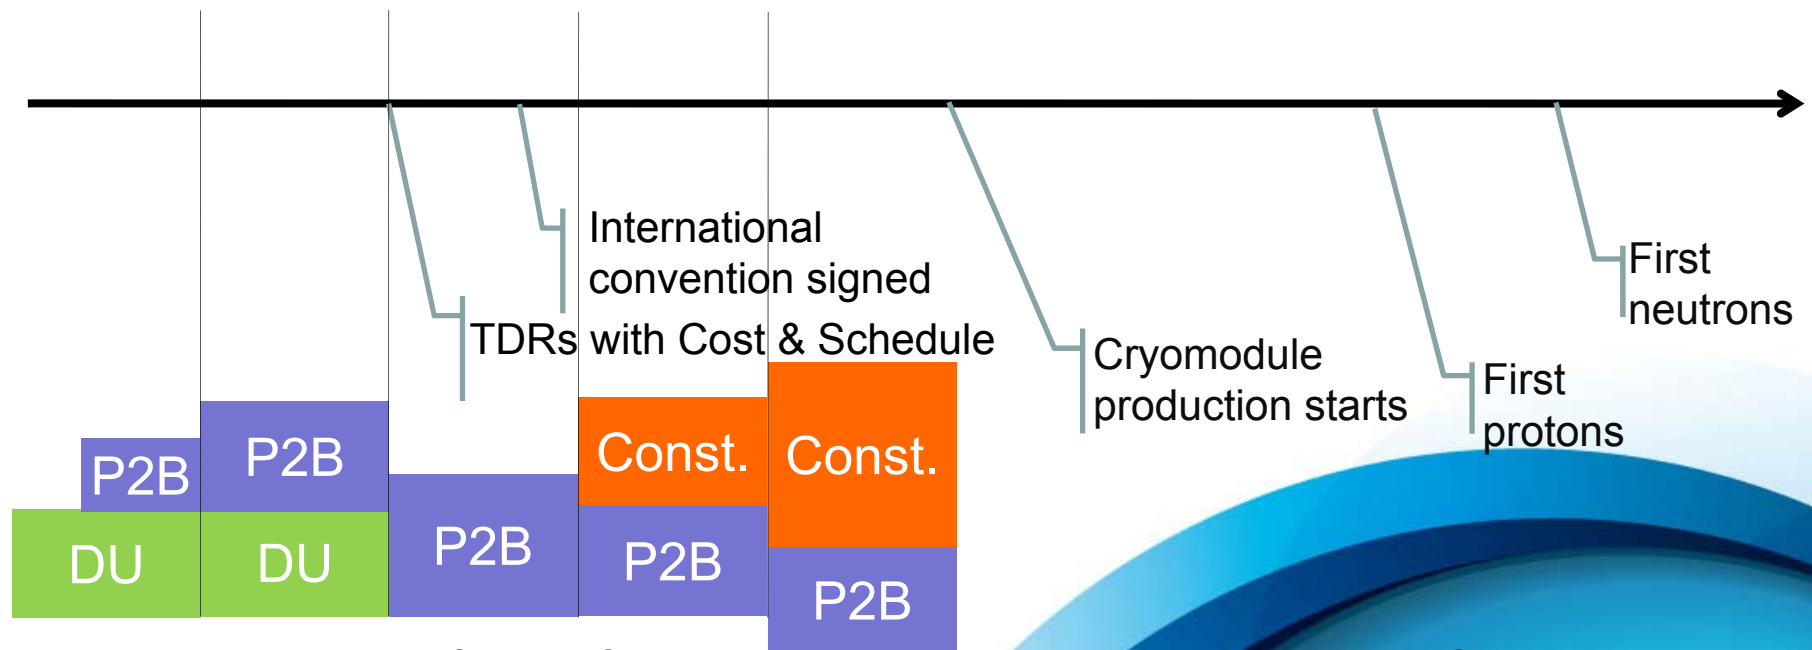 International
convention signed
TDRs with Cost & Schedule
First
neutrons
Cryomodule
production starts
First
protons
P2B
P2B
Const.
Const.
DU
DU
P2B
P2B
P2B